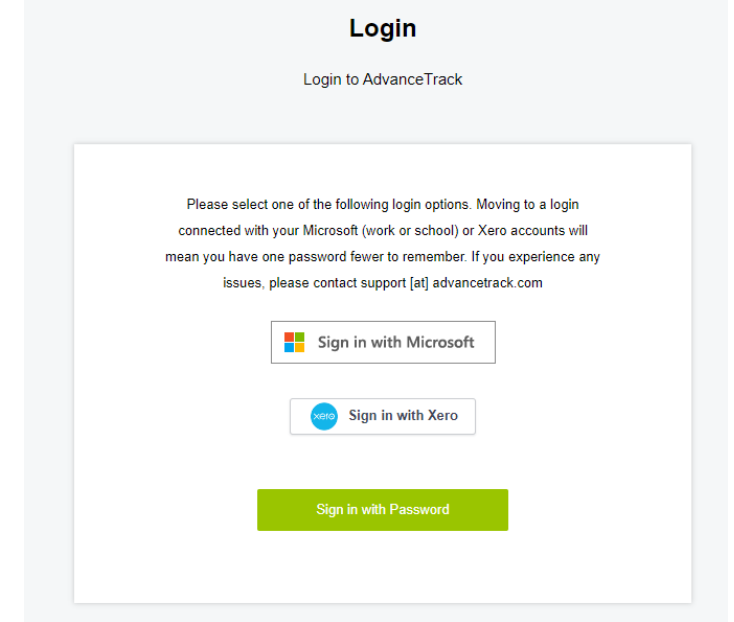 Login
Login to AdvanceTrack
Please select one of the following login options. Moving to a login
connected with your Microsoft (work or school) or Xero accounts will
mean you have one password fewer to remember. If you experience any
issues, please contact support [at] advancetrack.com
Sign in with Microsoft
xero Sign in with Xero
Sign in with Password